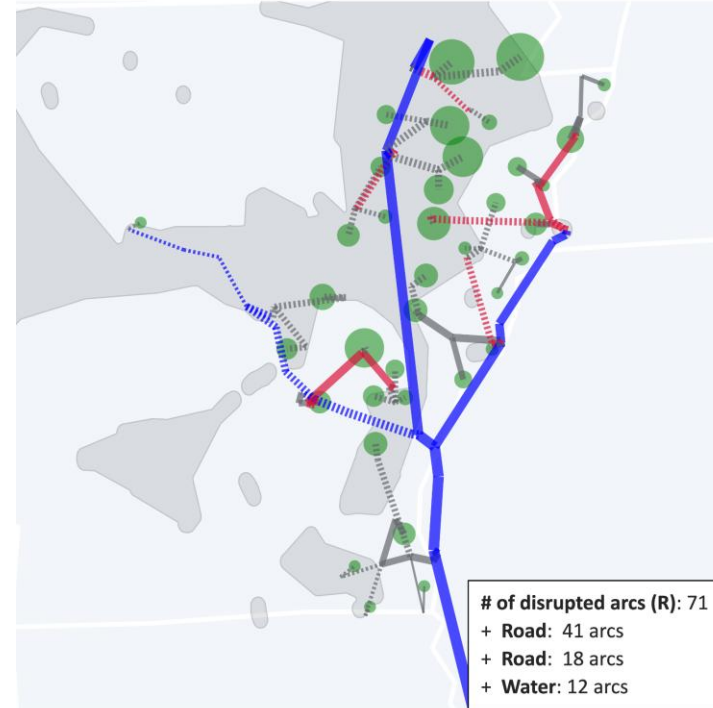 # of disrupted arcs (R): 71
+ Road: 41 arcs
+ Road: 18 arcs
+ Water: 12 arcs